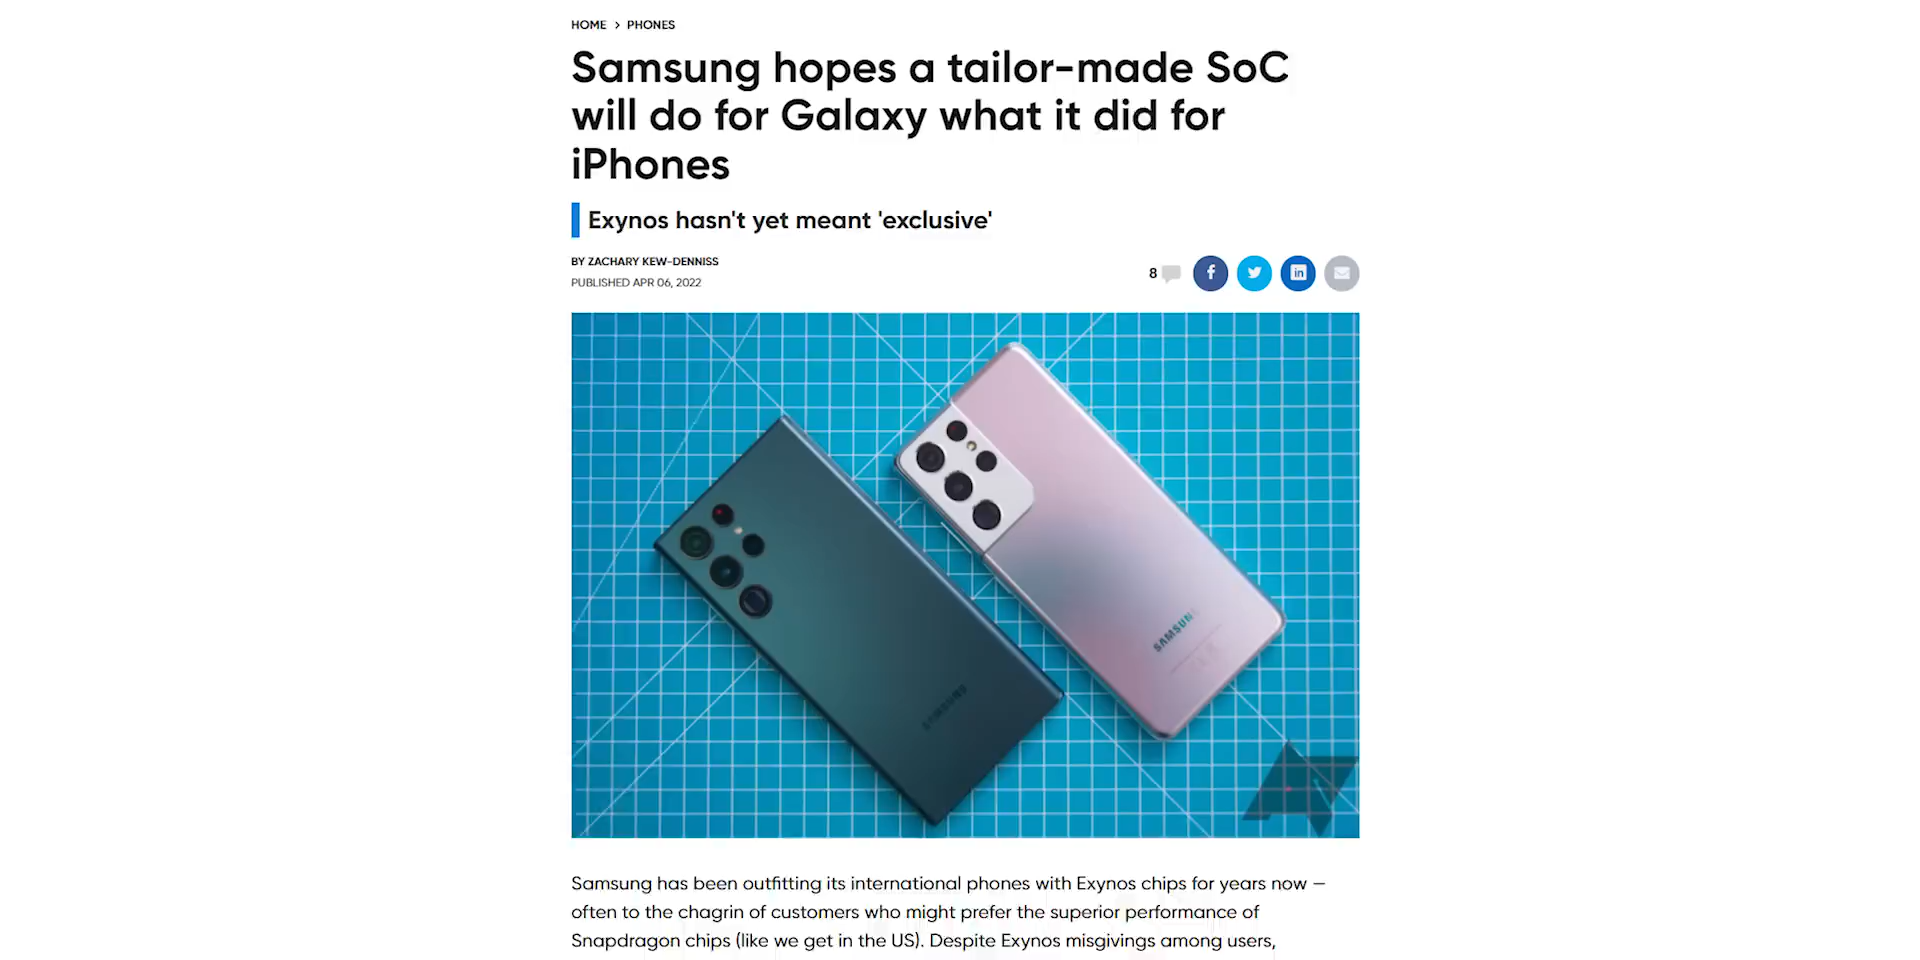 HOME > PHONES
Samsung hopes a tailor-made SoC
will do for Galaxy what it did for
iPhones
Exynos hasn't yet meant 'exclusive'
BY ZACHARY KEW-DENNISS
PUBLISHED APR 06, 2022
8
SAMSUNG
SAMSUNG
Samsung has been outfitting its international phones with Exynos chips for years now —
often to the chagrin of customers who might prefer the superior performance of
Snapdragon chips (like we get in the US). Despite Exynos misgivings among users,